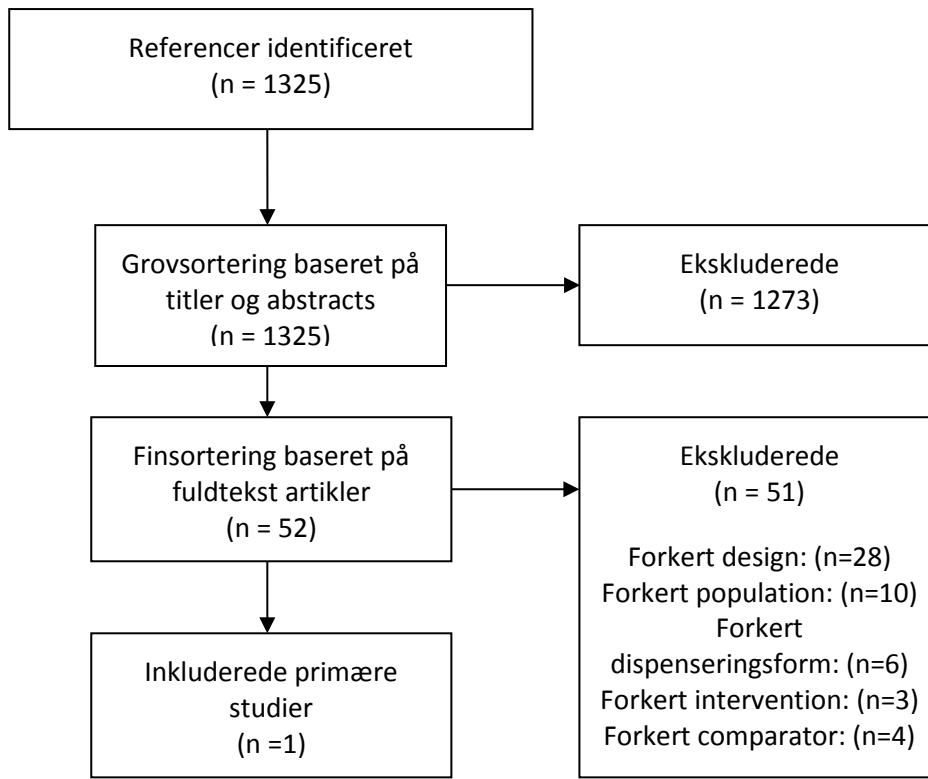 Referencer identificeret
(n = 1325)
Grovsortering baseret på
titler og abstracts
(n = 1325)
Ekskluderede
(n = 1273)
Finsortering baseret på
fuldtekst artikler
(n = 52)
Ekskluderede
(n = 51)
Forkert design: (n=28)
Forkert population: (n=10)
Forkert
dispenseringsform: (n=6)
Forkert intervention: (n=3)
Forkert comparator: (n=4)
Inkluderede primære
studier
(n =1)